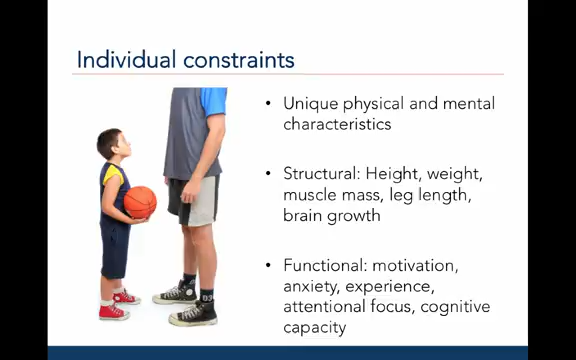 Individual constraints
• Unique physical and mental
characteristics
• Structural: Height, weight,
muscle mass, leg length,
brain growth
• Functional: motivation,
anxiety, experience,
attentional focus, cognitive
capacity